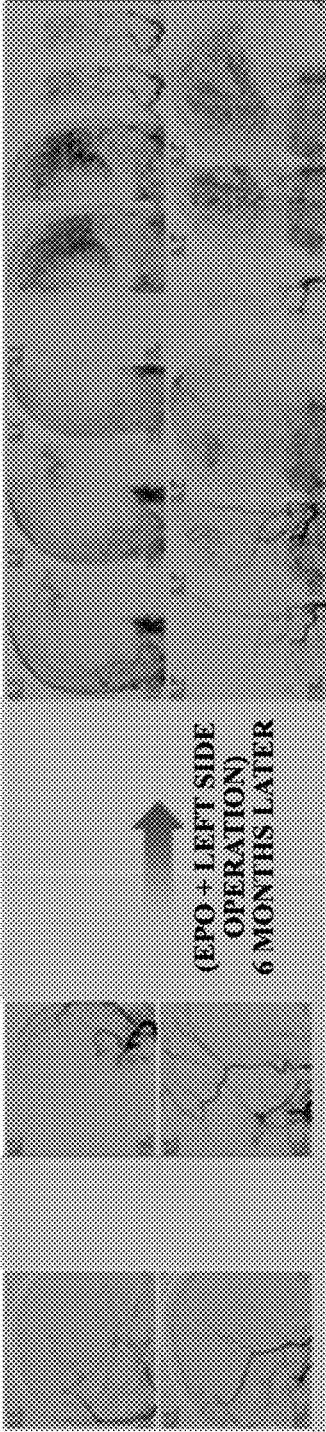 (EPO + LEFT SIDE
OPERATION)
6 MONTHS LATER